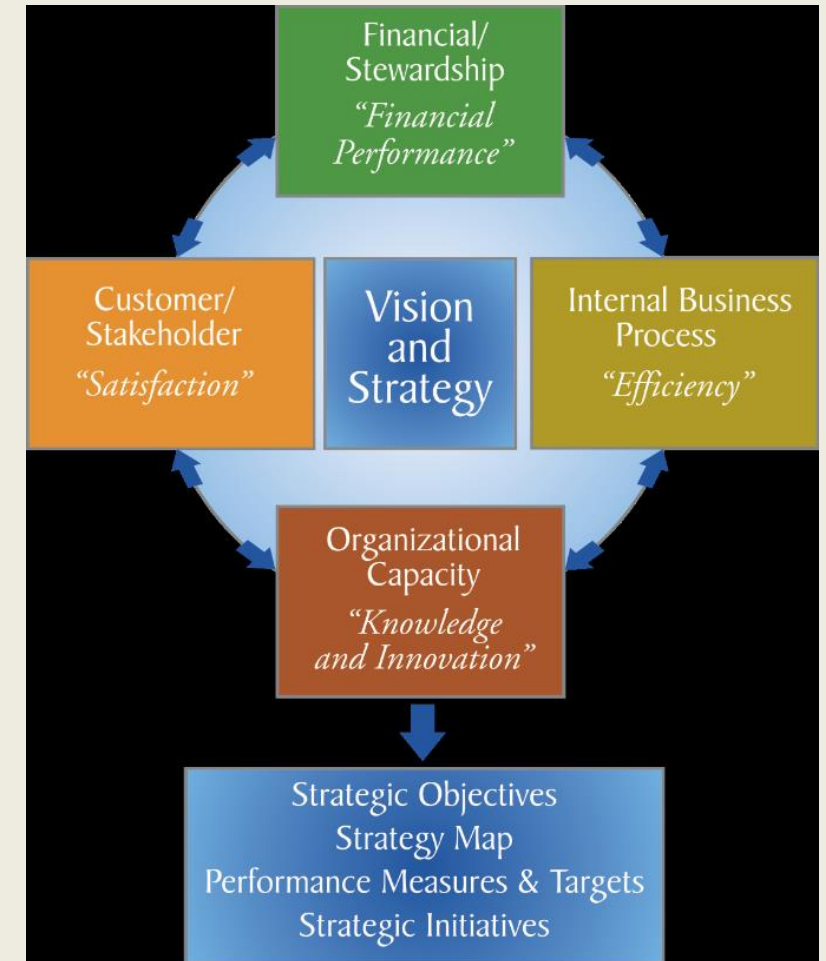 Financial/
Stewardship
“Financial
Performance”
Customer/
Stakeholder
“Satisfaction”
Vision
and
Strategy
Internal Business
Process
“Efficiency”
Organizational
Capacity
“Knowledge
and Innovation”
Strategic Objectives
Strategy Map
Performance Measures & Targets
Strategic Initiatives